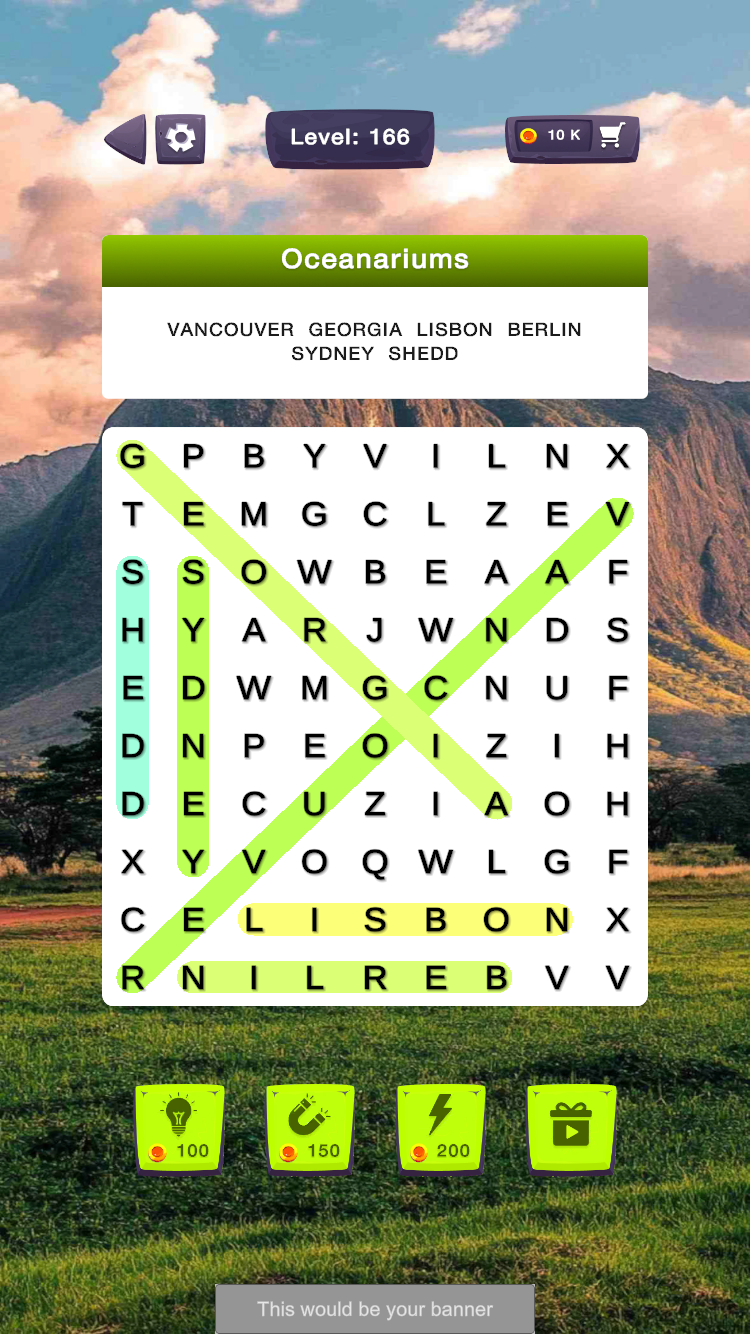 Level: 166
10 K
Oceanariums
VANCOUVER GEORGIA LISBON BERLIN
SYDNEY SHEDD
G P B Y V I L N X
T E M G C L Z E V
S S O W B E A A F
H Y A R J W N D S
E D W M G C N U F
D N P E O I Z I H
D E C U Z I A O H
X Y V O Q W L G F
C E L I S B O N X
R N I L R E B V V
100 150 200
This would be your banner